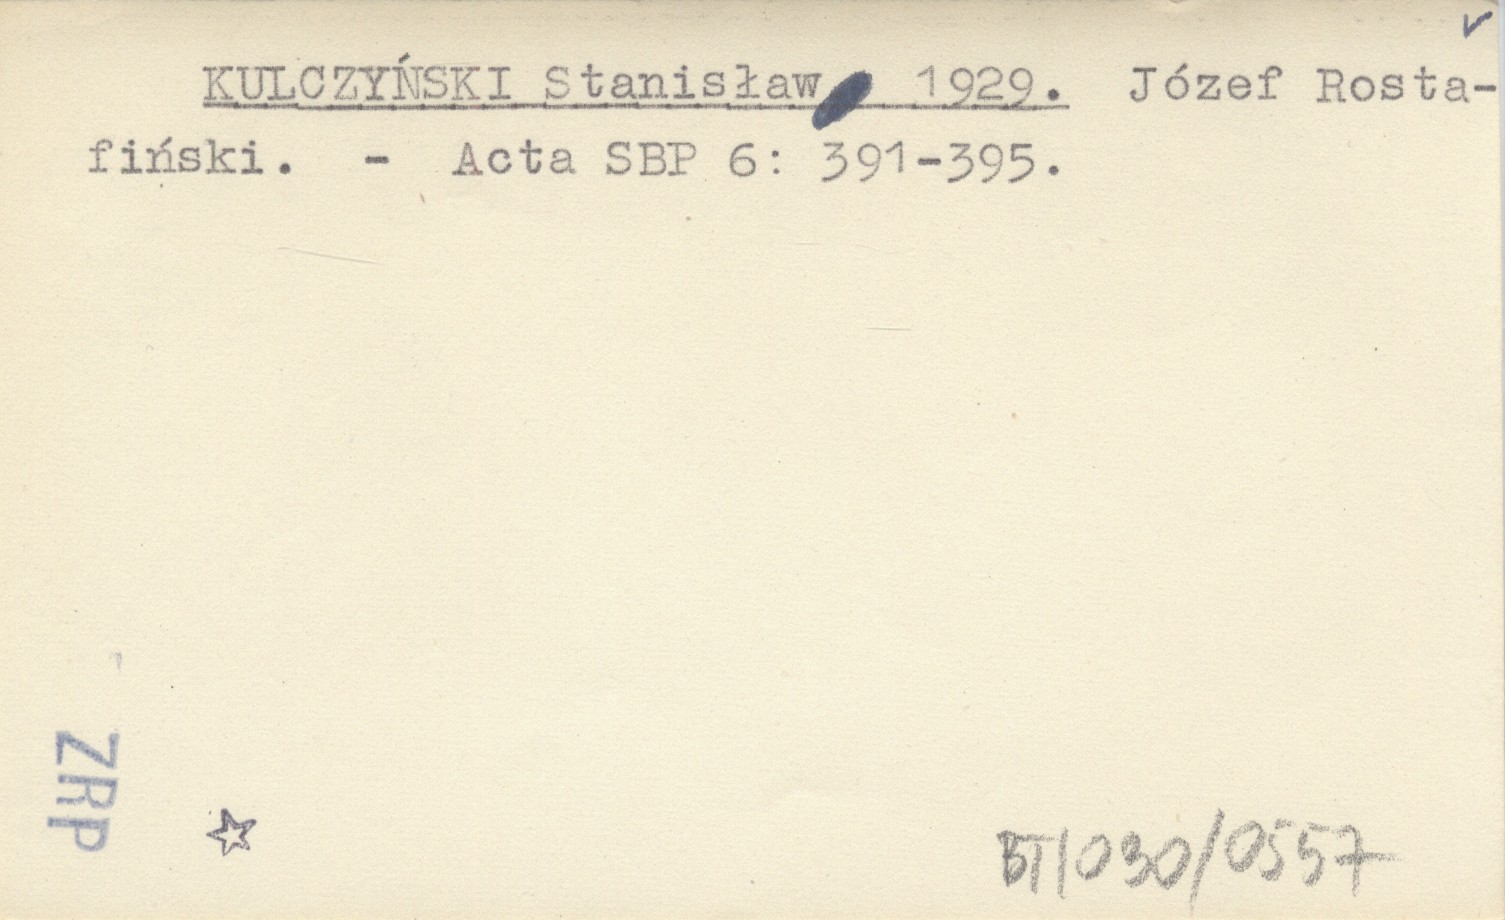 KULCZYŃSKI Stanisław 1929. Józef Rosta-
fiński. - Acta SBP 6: 391-395.
ZRP
BT/030/0557